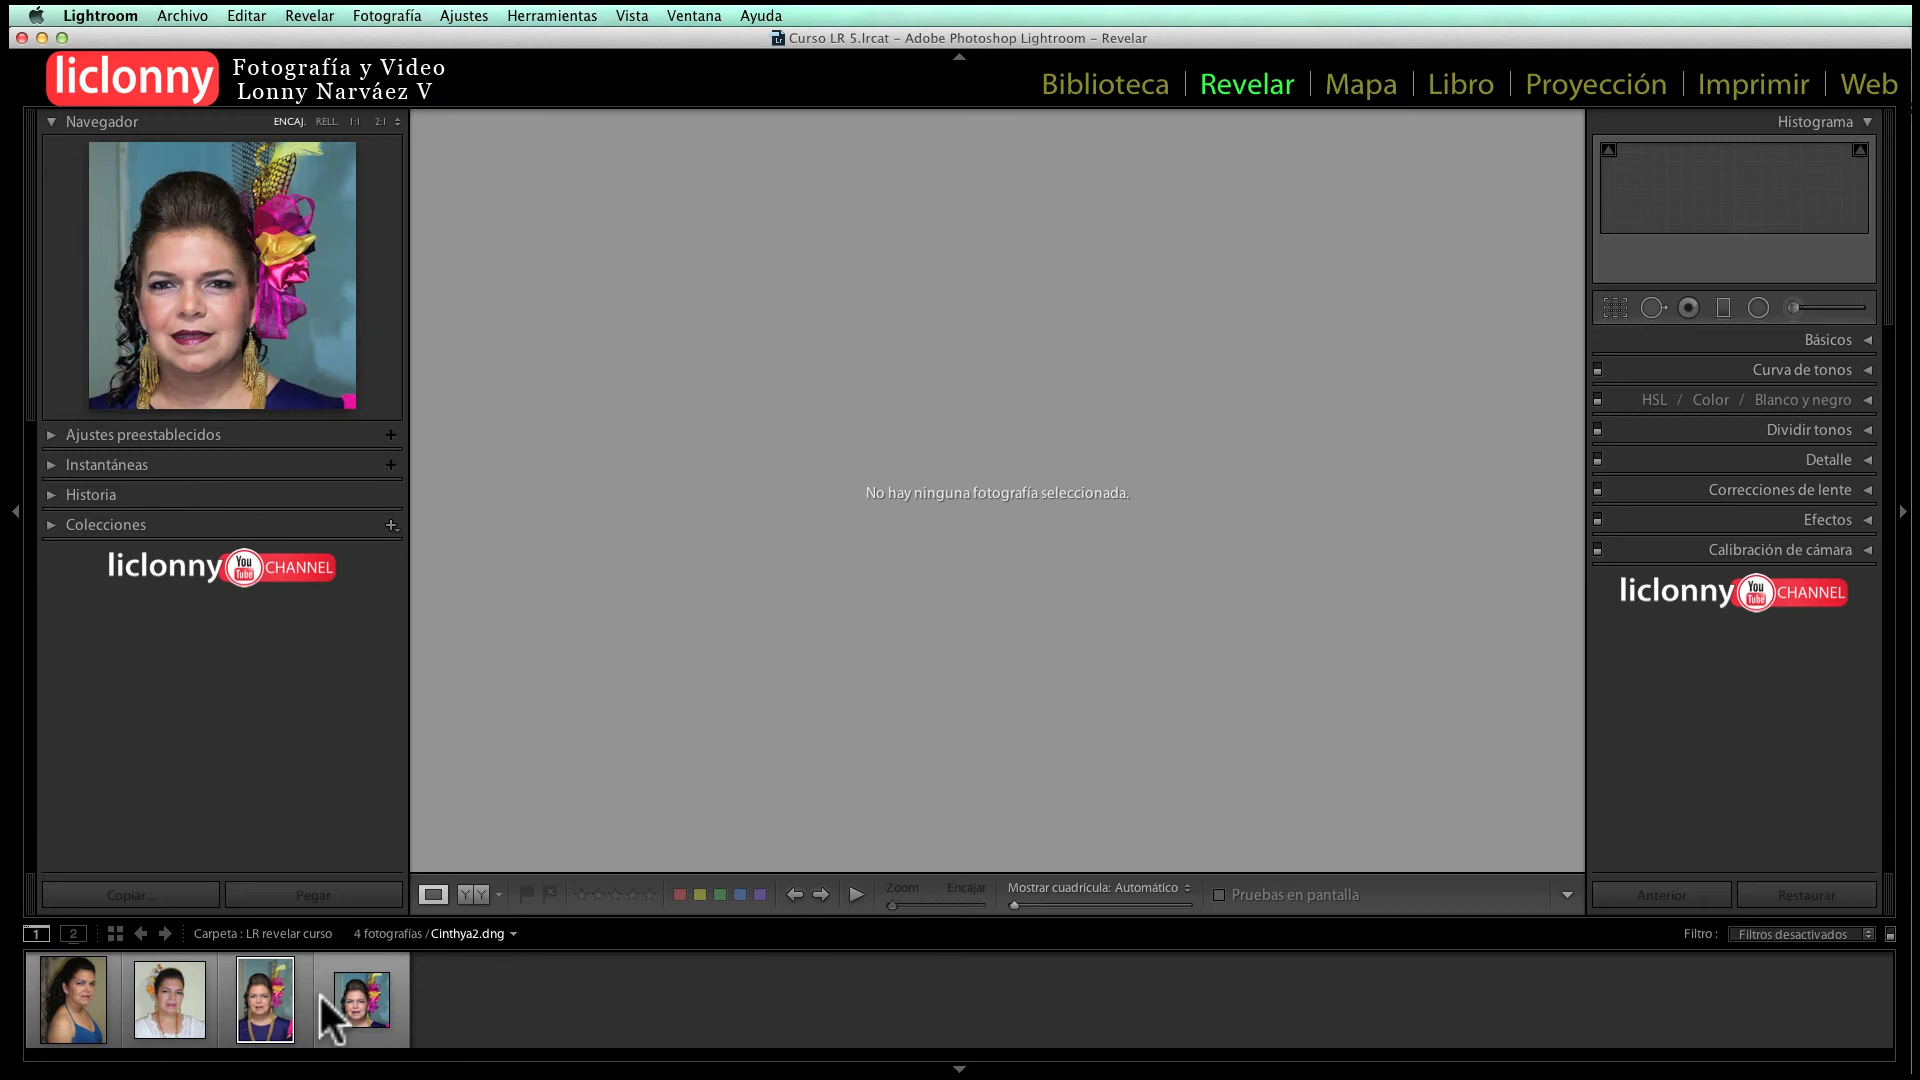 Lightroom Archivo Editar Revelar Fotografía Ajustes Herramientas Vista Ventana Ayuda
Curso LR 5.lrcat – Adobe Photoshop Lightroom – Revelar
liclonny Fotografía y Video
Lonny Narváez V
Biblioteca | Revelar | Mapa | Libro | Proyección | Imprimir | Web
Navegador ENCAJ. RELL. 1:1 2:1
Histograma
Básicos
Curva de tonos
HSL / Color / Blanco y negro
Dividir tonos
Detalle
Correcciones de lente
Efectos
Calibración de cámara
liclonny You Tube CHANNEL
Ajustes preestablecidos
Instantáneas
Historia
Colecciones
liclonny You Tube CHANNEL
No hay ninguna fotografía seleccionada.
Copiar... Pegar
YY
Zoom Encajar
Mostrar cuadrícula: Automático
Pruebas en pantalla
Anterior Restaurar
1 2 Carpeta : LR revelar curso 4 fotografías / Cinthya2.dng
Filtro : Filtros desactivados